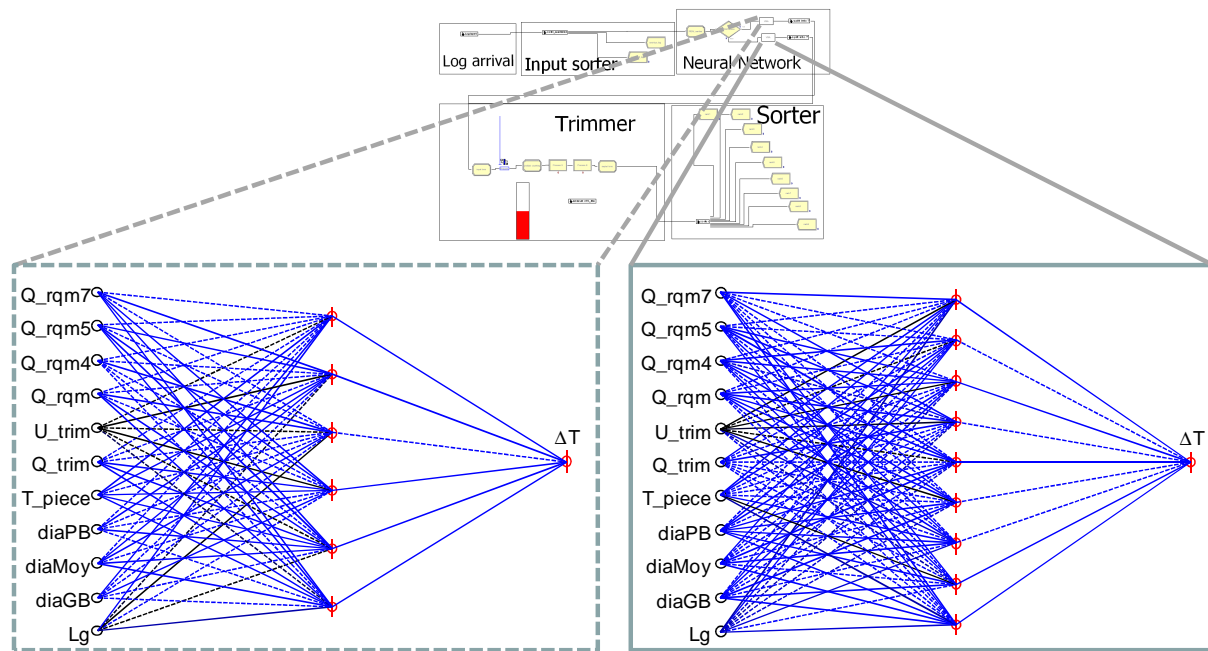 Log arrival
Input sorter
Neural Network
Trimmer
Sorter
Q_rqm7
Q_rqm5
Q_rqm4
Q_rqm
U_trim
Q_trim
T_piece
diaPB
diaMoy
diaGB
Lg
ΔT
Q_rqm7
Q_rqm5
Q_rqm4
Q_rqm
U_trim
Q_trim
T_piece
diaPB
diaMoy
diaGB
Lg
ΔT